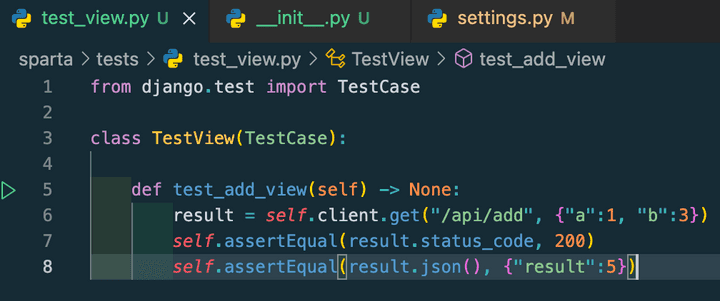 test_view.py U × __init__.py U settings.py M
sparta > tests > test_view.py > TestView > test_add_view
1 from django.test import TestCase
2
3 class TestView(TestCase):
4
5 def test_add_view(self) -> None:
6 result = self.client.get("/api/add", {"a":1, "b":3})
7 self.assertEqual(result.status_code, 200)
8 self.assertEqual(result.json(), {"result":5})